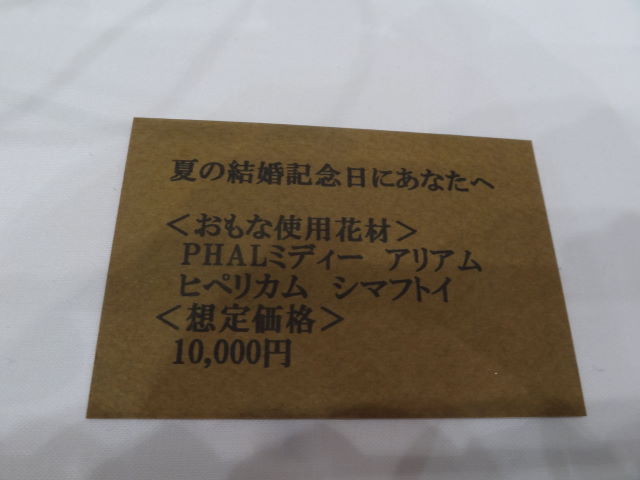 夏の結婚記念日にあなたへ
＜おもな使用花材＞
PHALミディー　アリアム
ヒペリカム　シマフトイ
＜想定価格＞
10,000円